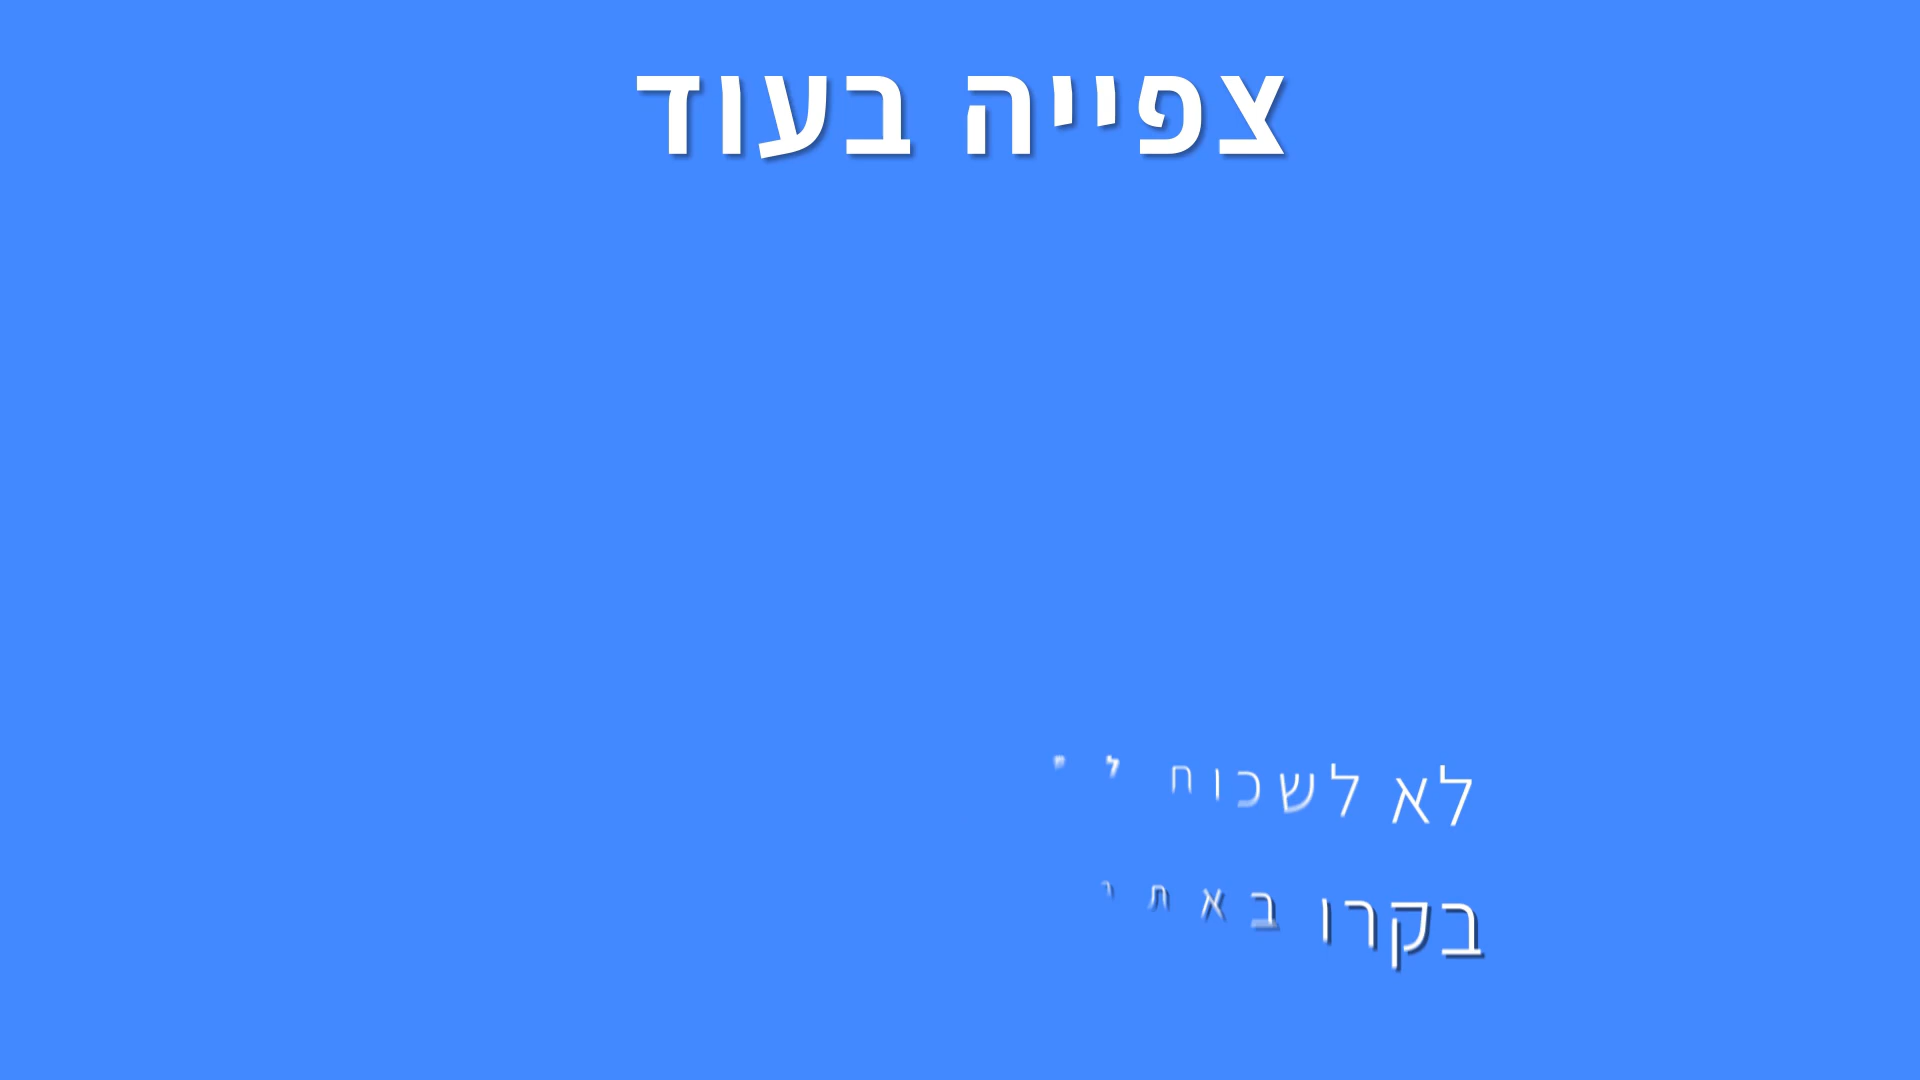 צפייה בעוד
לא לשכוח
בקרו